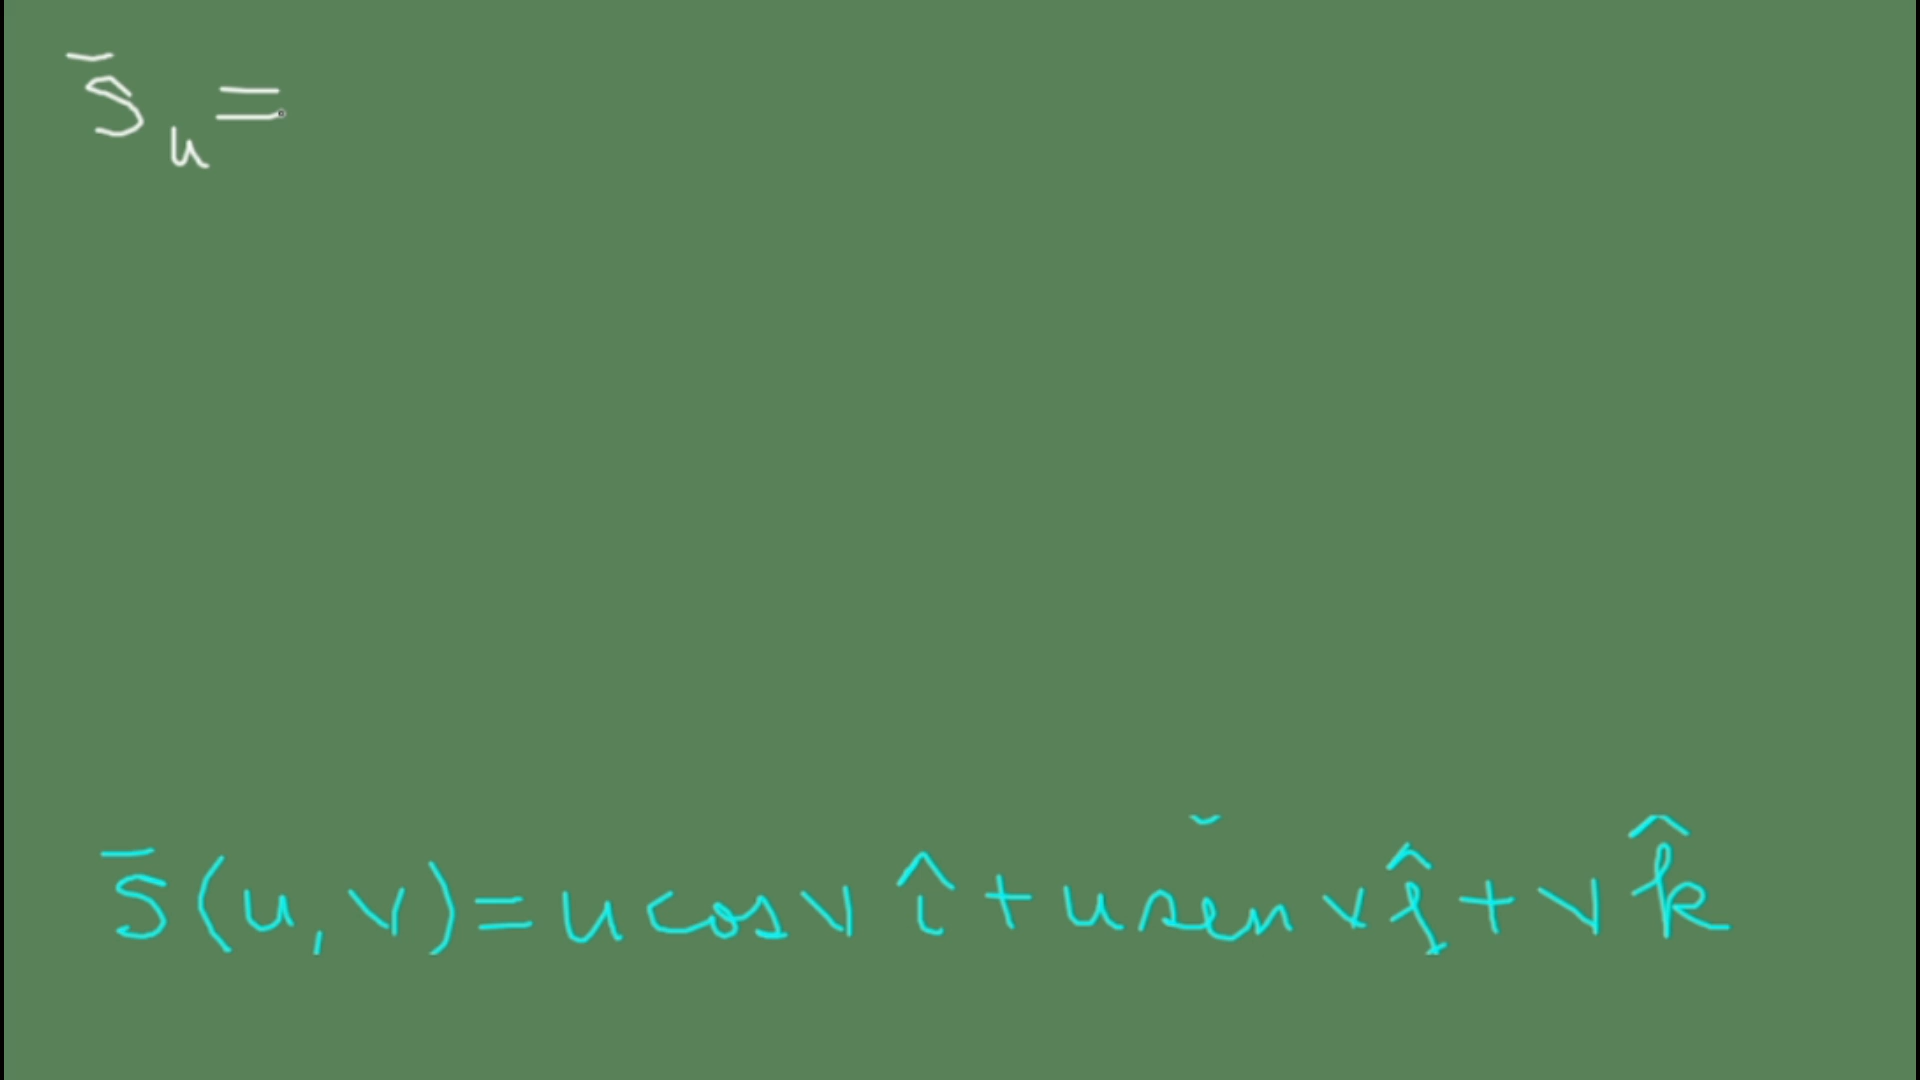 s̄ᵤ =
s̄(u, v) = u cos v î + u sen v ĵ + v k̂